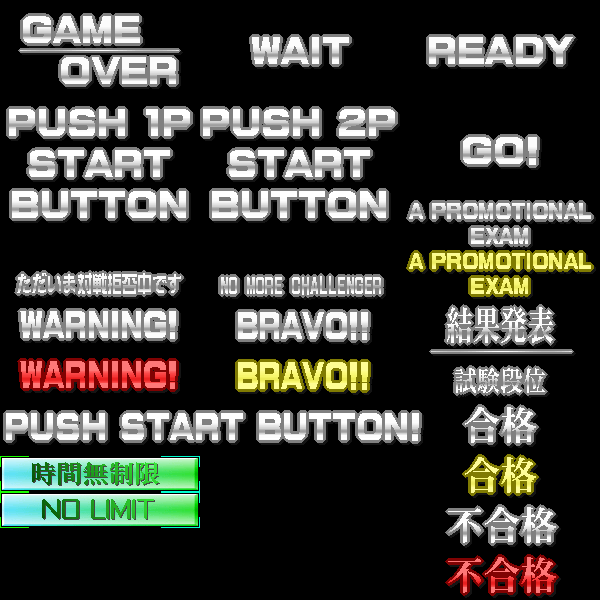 GAME
OVER
WAIT
READY
PUSH 1P
START
BUTTON
PUSH 2P
START
BUTTON
GO!
A PROMOTIONAL
EXAM
A PROMOTIONAL
EXAM
ただいま対戦拒否中です
NO MORE CHALLENGER
結果発表
WARNING!
BRAVO!!
WARNING!
BRAVO!!
試験段位
PUSH START BUTTON!
合格
時間無制限
合格
NO LIMIT
不合格
不合格